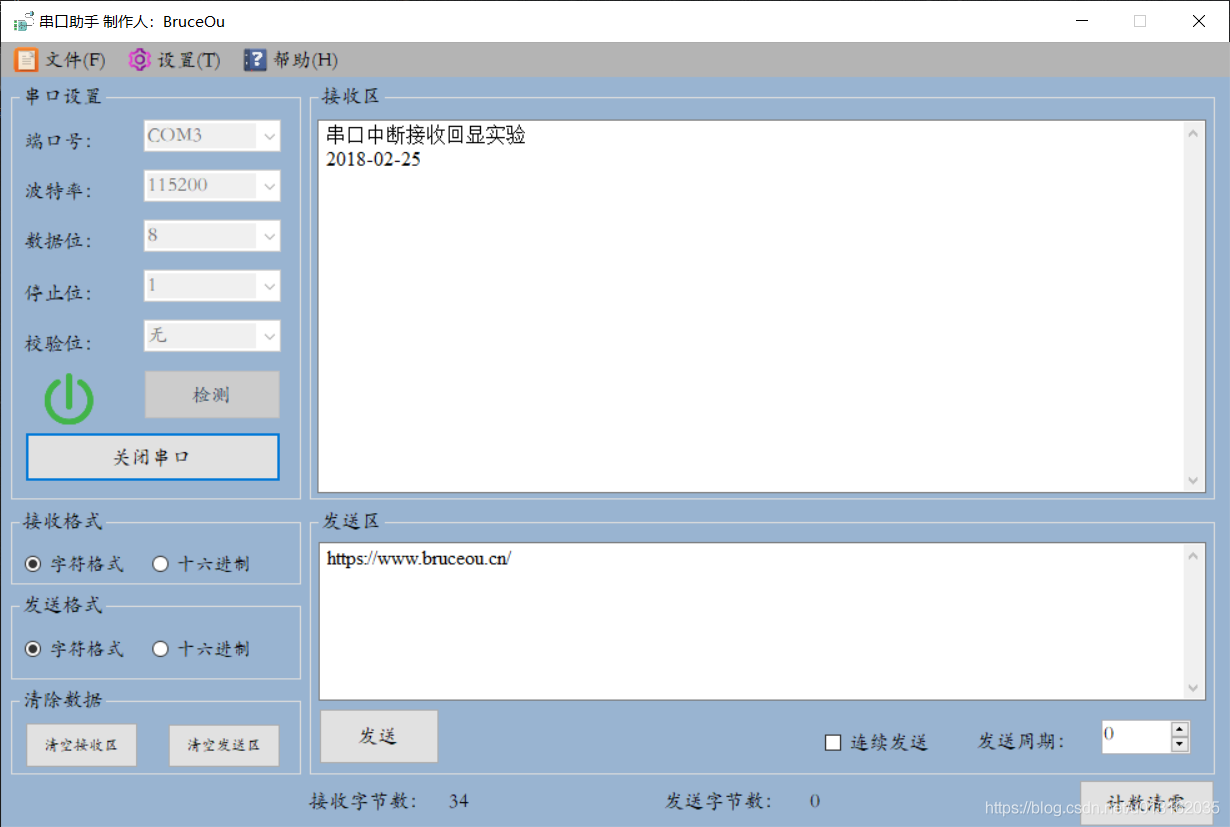 串口助手 制作人：BruceOu
文件(F) 设置(T) 帮助(H)
串口设置
端口号： COM3
波特率： 115200
数据位： 8
停止位： 1
校验位： 无
检测
关闭串口
接收格式
字符格式 十六进制
发送格式
字符格式 十六进制
清除数据
清空接收区 清空发送区
接收区
串口中断接收回显实验
2018-02-25
发送区
https://www.bruceou.cn/
发送 连续发送 发送周期： 0
接收字节数： 34 发送字节数： 0 计数清零